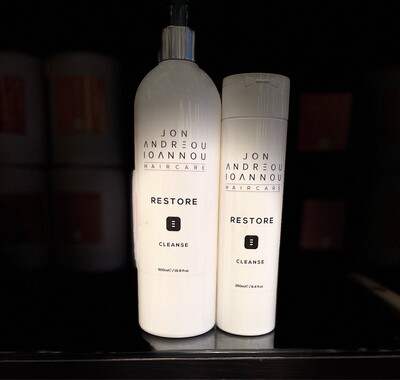 JON
ANDREOU
IOANNOU
HAIRCARE
RESTORE
CLEANSE
JON
ANDREOU
IOANNOU
HAIRCARE
RESTORE
CLEANSE